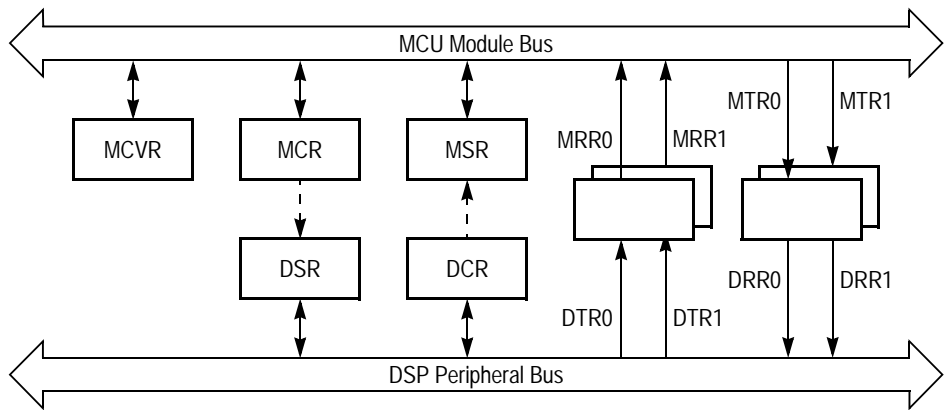 MCU Module Bus
MTR0 MTR1
MCVR MCR MSR MRR0 MRR1
DSR DCR DRR0 DRR1
DTR0 DTR1
DSP Peripheral Bus